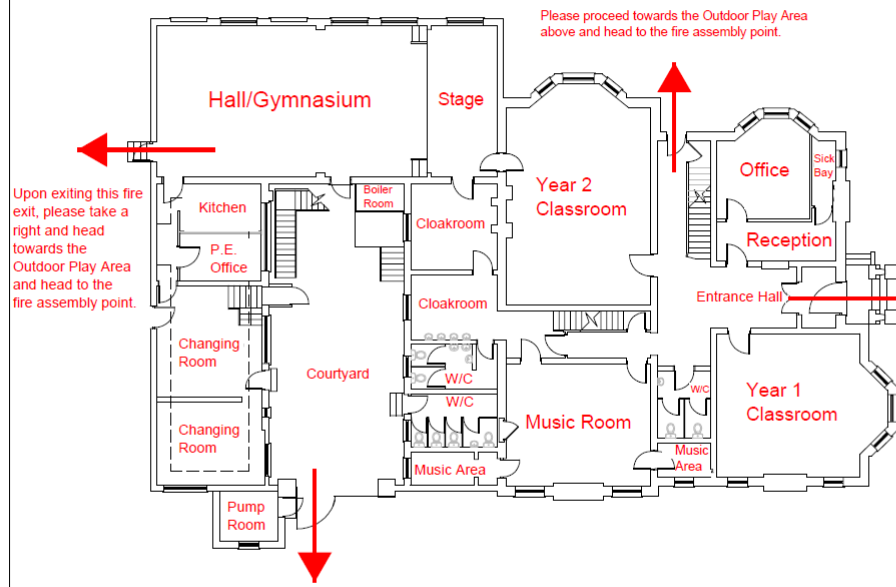 Please proceed towards the Outdoor Play Area
above and head to the fire assembly point.
Hall/Gymnasium
Stage
Upon exiting this fire
exit, please take a
right and head
towards the
Outdoor Play Area
and head to the
fire assembly point.
Kitchen
P.E.
Office
Boiler
Room
Cloakroom
Year 2
Classroom
Office
Sick
Bay
Reception
Cloakroom
Entrance Hall
Changing
Room
Courtyard
W/C
W/C
Music Room
W/C
Year 1
Classroom
Changing
Room
Music Area
Music
Area
Pump
Room